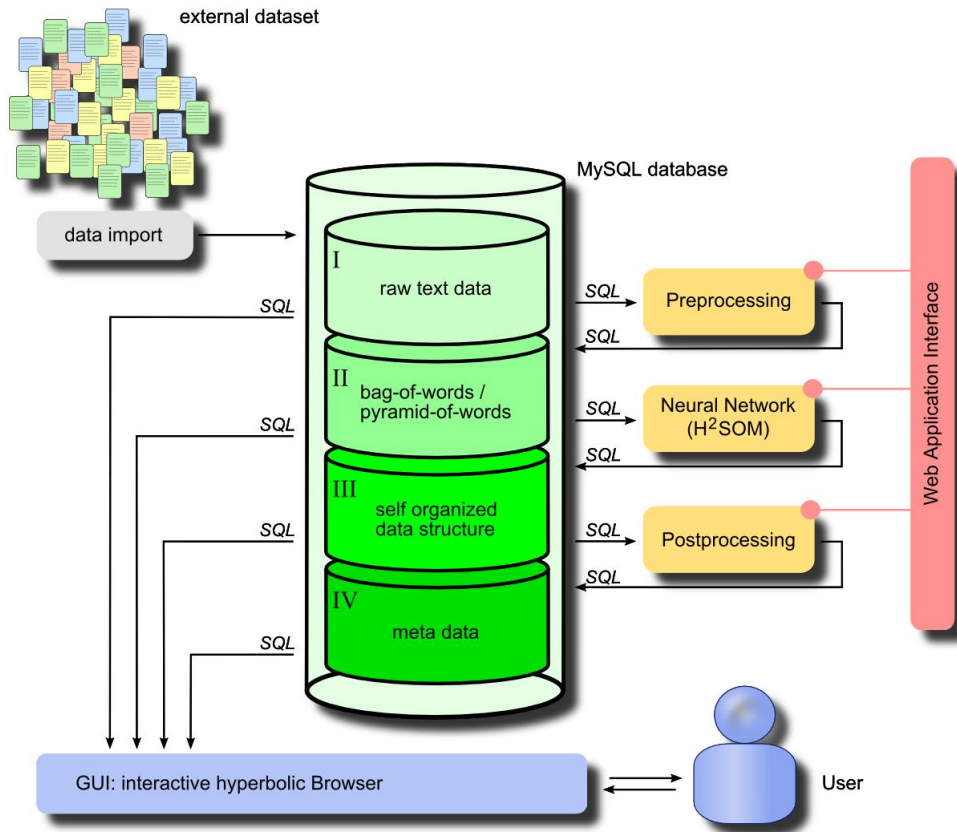 external dataset
MySQL database
data import
I
raw text data
SQL
SQL
Preprocessing
SQL
II
bag-of-words /
pyramid-of-words
SQL
SQL
Neural Network
(H²SOM)
SQL
III
self organized
data structure
SQL
SQL
Postprocessing
SQL
IV
meta data
SQL
Web Application Interface
GUI: interactive hyperbolic Browser
User